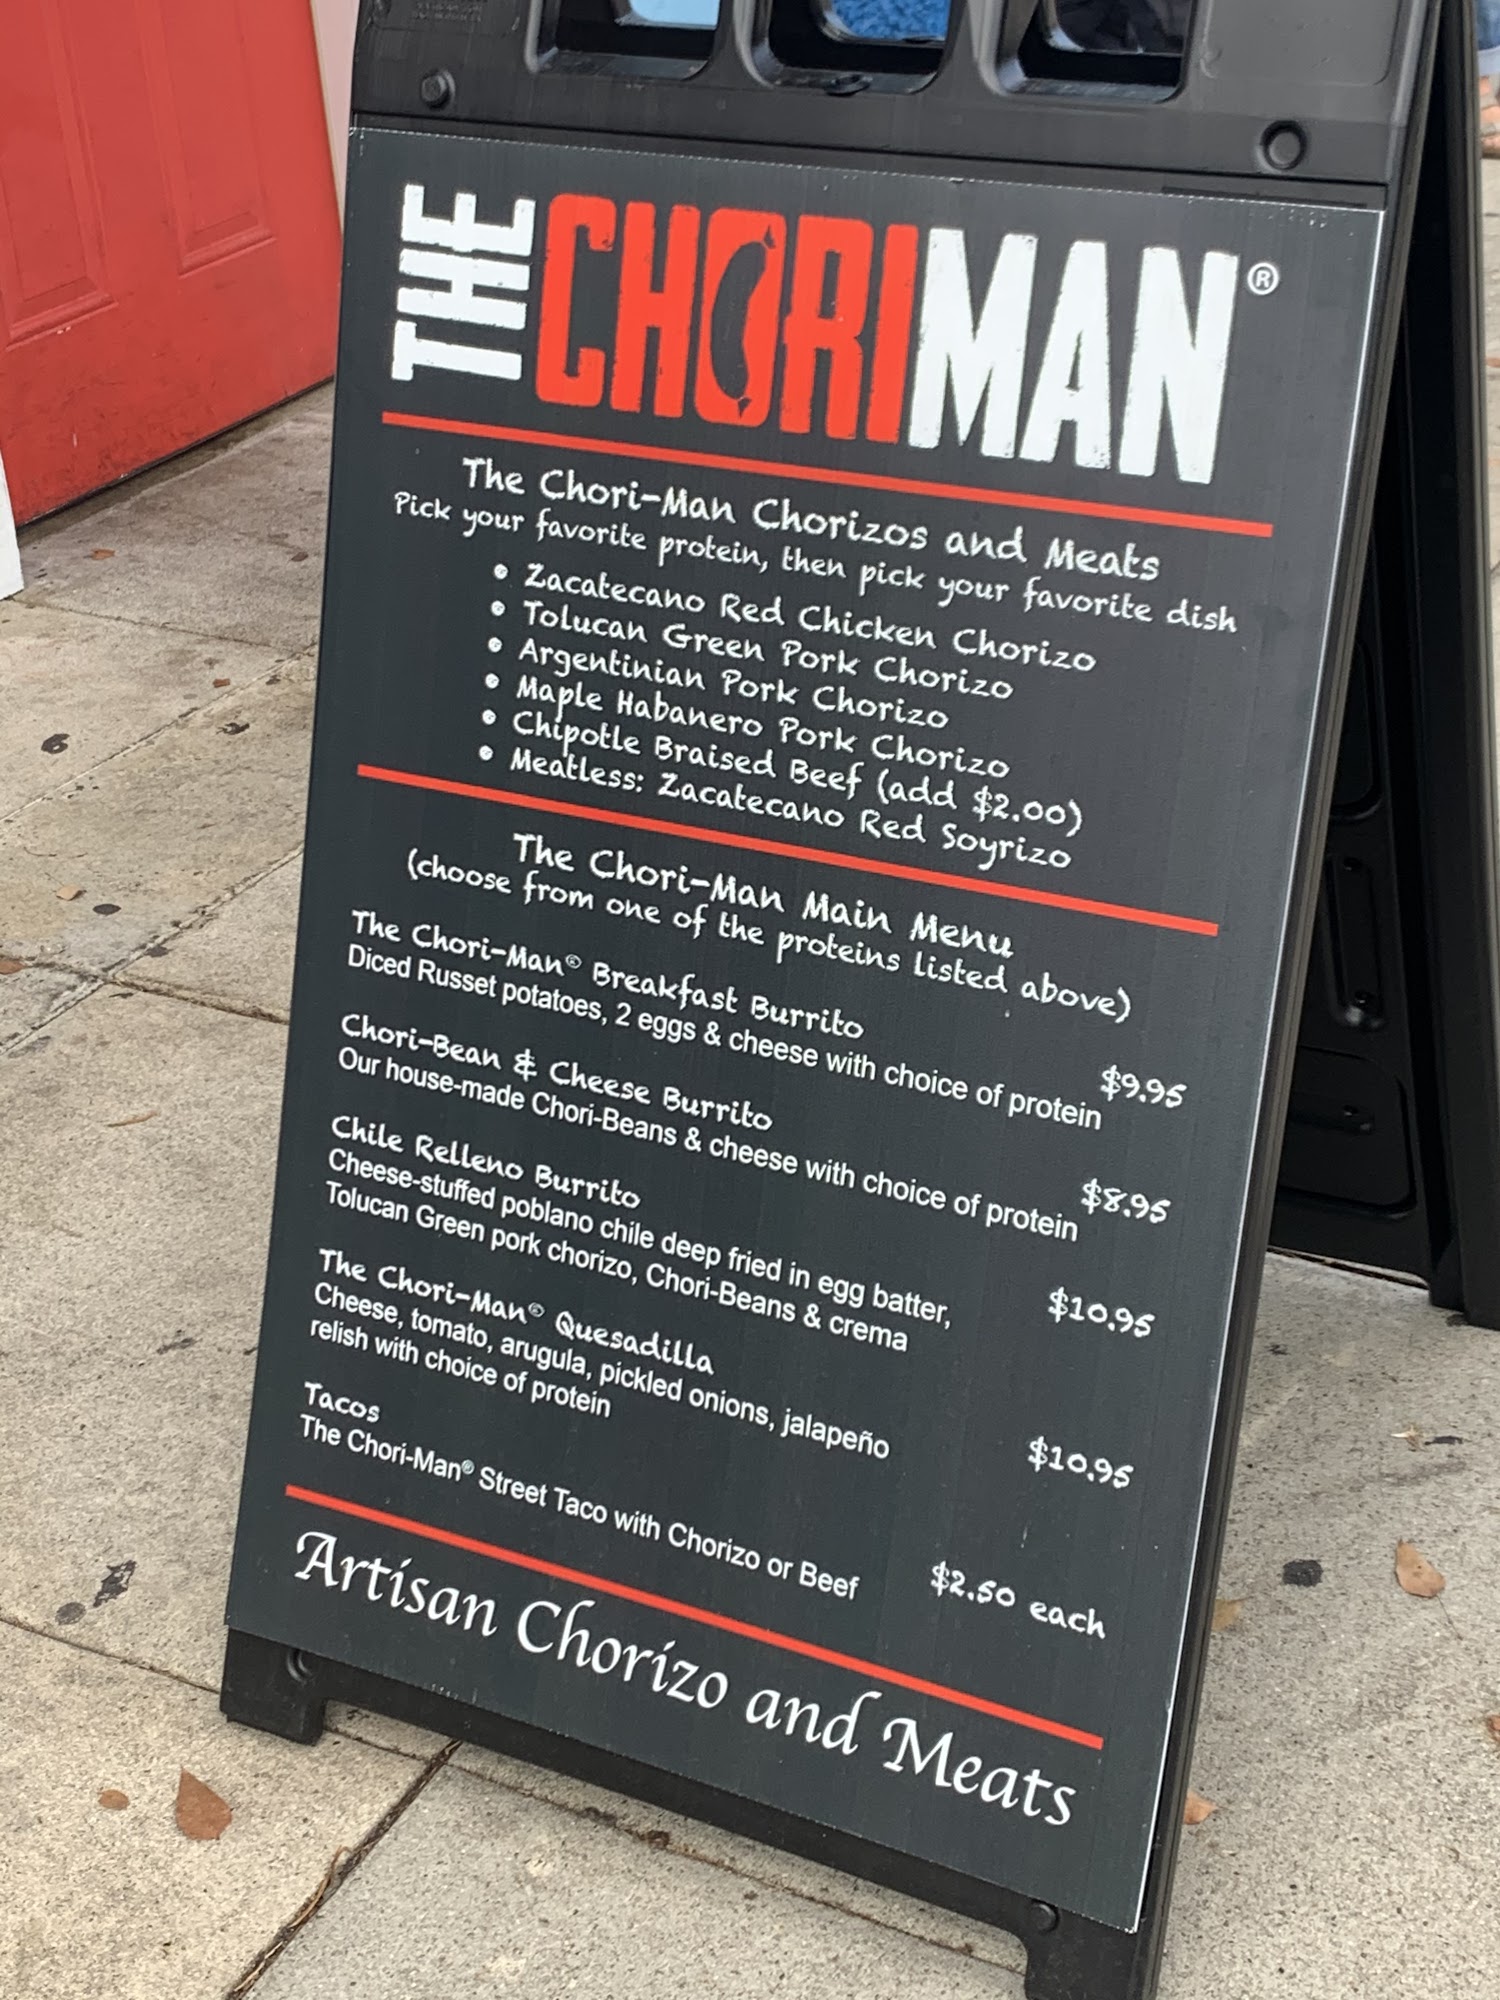 THE CHORIMAN®
The Chori-Man Chorizos and Meats
Pick your favorite protein, then pick your favorite dish
• Zacatecano Red Chicken Chorizo
• Tolucan Green Pork Chorizo
• Argentinian Pork Chorizo
• Maple Habanero Pork Chorizo
• Chipotle Braised Beef (add $2.00)
• Meatless: Zacatecano Red Soyrizo
The Chori-Man Main Menu
(choose from one of the proteins listed above)
The Chori-Man® Breakfast Burrito
Diced Russet potatoes, 2 eggs & cheese with choice of protein $9.95
Chori-Bean & Cheese Burrito
Our house-made Chori-Beans & cheese with choice of protein $8.95
Chile Relleno Burrito
Cheese-stuffed poblano chile deep fried in egg batter, $10.95
Tolucan Green pork chorizo, Chori-Beans & crema
The Chori-Man® Quesadilla
Cheese, tomato, arugula, pickled onions, jalapeño $10.95
relish with choice of protein
Tacos
The Chori-Man® Street Taco with Chorizo or Beef $2.50 each
Artisan Chorizo and Meats